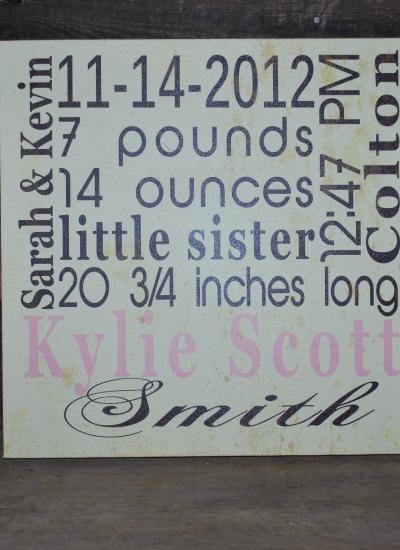 Sarah & Kevin
11-14-2012
7 pounds
14 ounces
little sister
20 3/4 inches long
12:47 PM
Colton
Kylie Scott
Smith